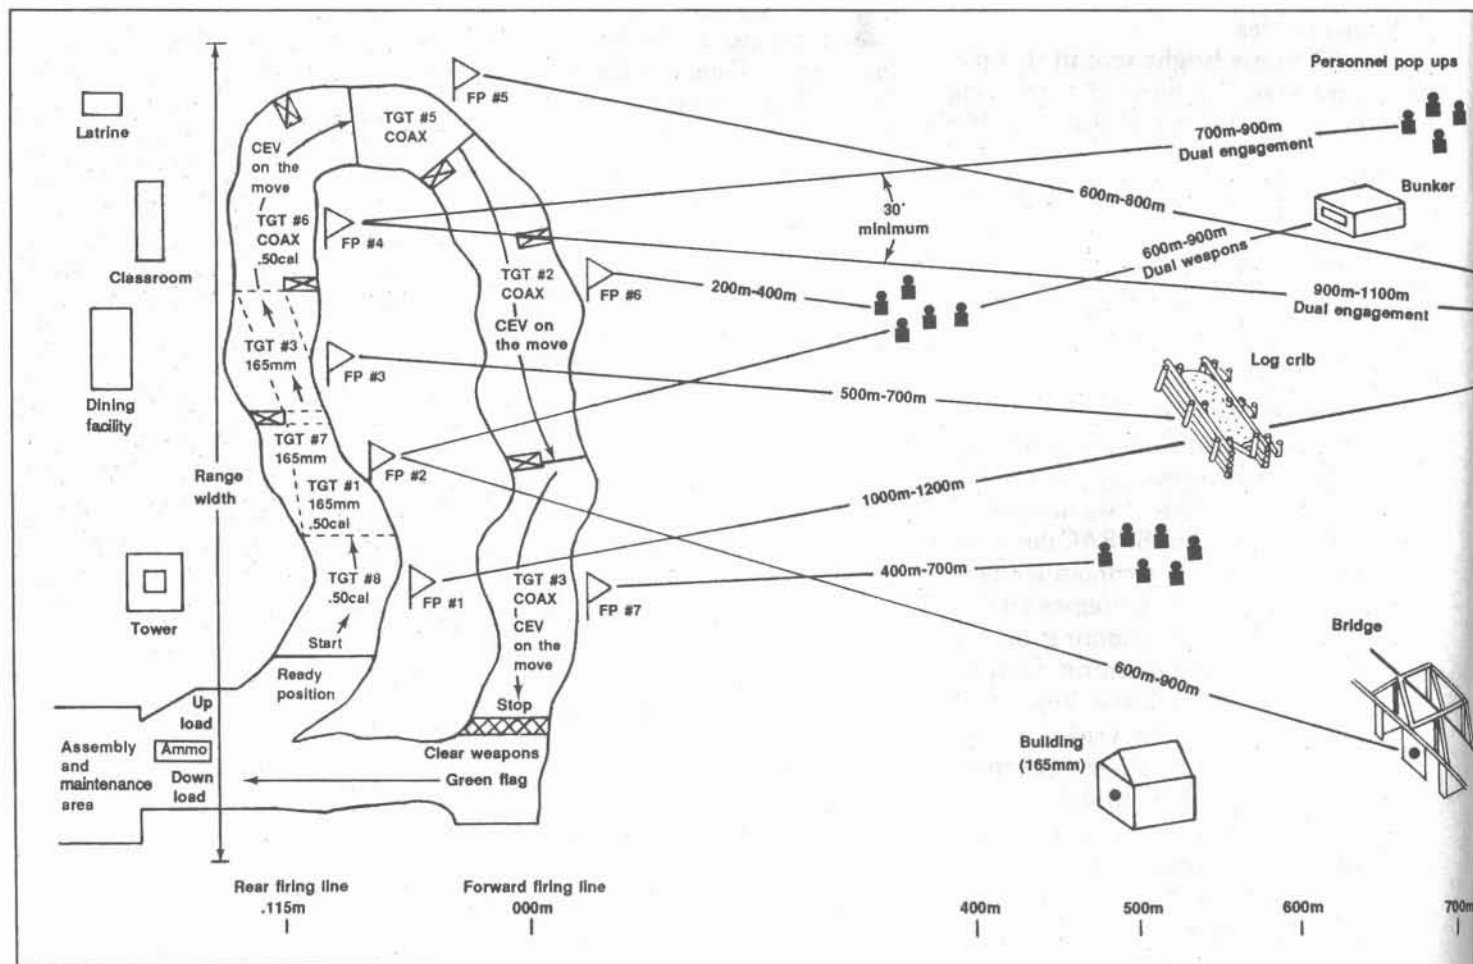 Personnel pop ups
FP #5
Latrine
TGT #5
COAX
700m-900m
Dual engagement
CEV
on the
move
Bunker
600m-800m
30'
minimum
TGT #6
COAX
.50cal
FP #4
600m-900m
Dual weapons
Classroom
TGT #2
COAX
FP #6
200m-400m
900m-1100m
Dual engagement
CEV on
the move
TGT #3
165mm
FP #3
Log crib
500m-700m
Dining
facility
TGT #7
165mm
FP #2
Range
width
TGT #1
165mm
.50cal
1000m-1200m
TGT #8
.50cal
FP #1
TGT #3
COAX
FP #7
400m-700m
Tower
Start
CEV
on the
move
Bridge
Ready
position
600m-900m
Up
load
Stop
Assembly
and
maintenance
area
Ammo
Clear weapons
Building
(165mm)
Down
load
Green flag
Rear firing line
.115m
Forward firing line
000m
400m
500m
600m
700m